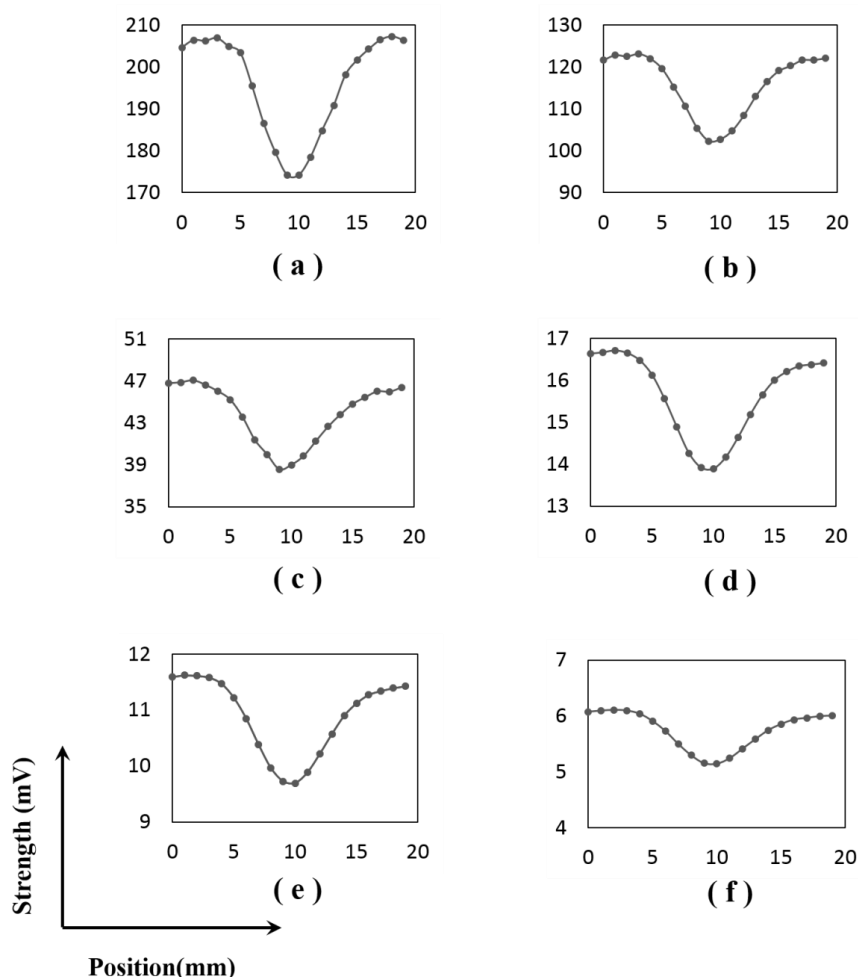 210
200
190
180
170
0 5 10 15 20
( a )
130
120
110
100
90
0 5 10 15 20
( b )
51
47
43
39
35
0 5 10 15 20
( c )
17
16
15
14
13
0 5 10 15 20
( d )
12
11
10
9
0 5 10 15 20
( e )
7
6
5
4
0 5 10 15 20
( f )
Strength (mV)
Position(mm)